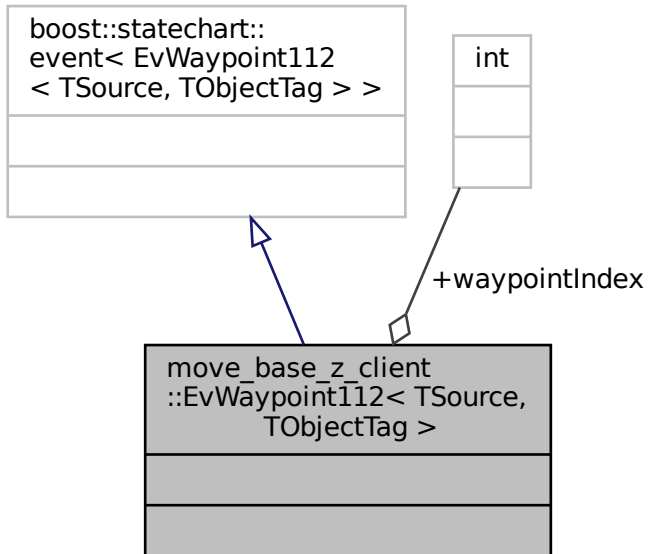 boost::statechart::
event< EvWaypoint112
< TSource, TObjectTag > >
int
+waypointIndex
move_base_z_client
::EvWaypoint112< TSource,
TObjectTag >